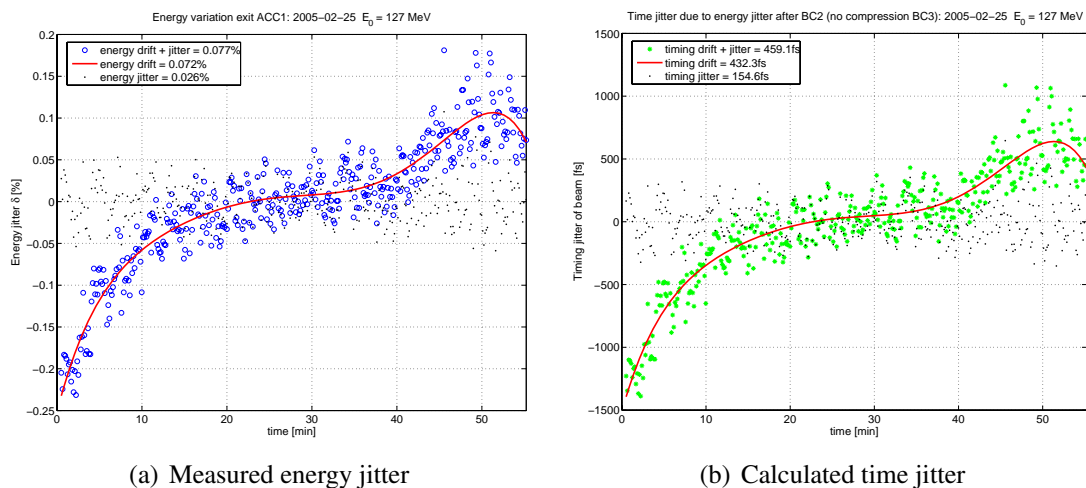 Energy variation exit ACC1: 2005-02-25  E0 = 127 MeV
0.2
0.15
0.1
0.05
0
−0.05
−0.1
−0.15
−0.2
−0.25
Energy jitter δ [%]
energy drift + jitter = 0.077%
energy drift = 0.072%
energy jitter = 0.026%
0
10
20
30
40
50
time [min]
(a) Measured energy jitter
Time jitter due to energy jitter after BC2 (no compression BC3): 2005-02-25  E0 = 127 MeV
1500
1000
500
0
−500
−1000
−1500
Timing jitter of beam [fs]
timing drift + jitter = 459.1fs
timing drift = 432.3fs
timing jitter = 154.6fs
0
10
20
30
40
50
time [min]
(b) Calculated time jitter